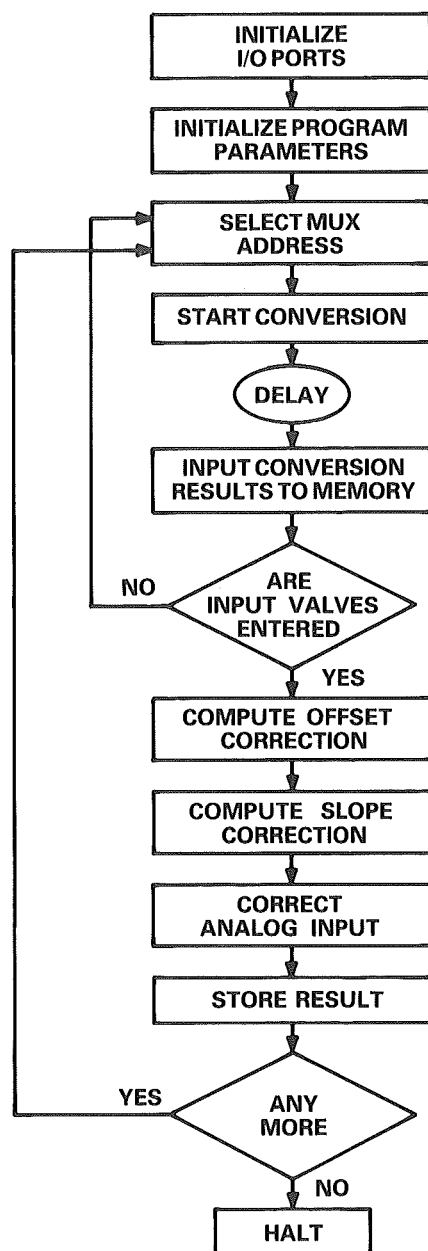 INITIALIZE
I/O PORTS
INITIALIZE PROGRAM
PARAMETERS
SELECT MUX
ADDRESS
START CONVERSION
DELAY
INPUT CONVERSION
RESULTS TO MEMORY
NO
ARE
INPUT VALVES
ENTERED
YES
COMPUTE OFFSET
CORRECTION
COMPUTE SLOPE
CORRECTION
CORRECT
ANALOG INPUT
STORE RESULT
YES
ANY
MORE
NO
HALT